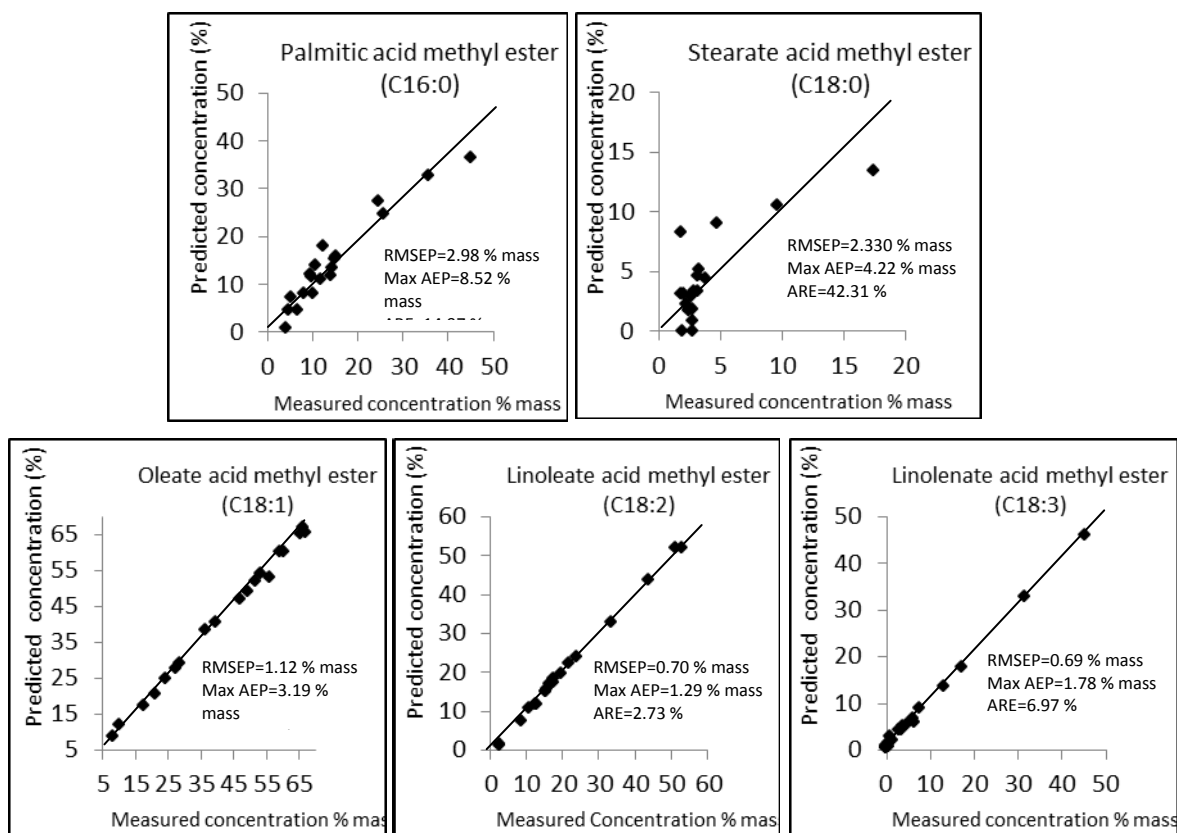 Palmitic acid methyl ester
(C16:0)
Predicted concentration (%)
50
40
30
20
10
0
RMSEP=2.98 % mass
Max AEP=8.52 %
mass
0 10 20 30 40 50
Measured concentration % mass
Stearate acid methyl ester
(C18:0)
Predicted concentration (%)
20
15
10
5
0
RMSEP=2.330 % mass
Max AEP=4.22 % mass
ARE=42.31 %
0 5 10 15 20
Measured concentration % mass
Oleate acid methyl ester
(C18:1)
Predicted concentration (%)
65
55
45
35
25
15
5
RMSEP=1.12 % mass
Max AEP=3.19 %
mass
5 15 25 35 45 55 65
Measured concentration % mass
Linoleate acid methyl ester
(C18:2)
Predicted concentration (%)
60
50
40
30
20
10
0
RMSEP=0.70 % mass
Max AEP=1.29 % mass
ARE=2.73 %
0 10 20 30 40 50 60
Measured Concentration % mass
Linolenate acid methyl ester
(C18:3)
Predicted concentration (%)
50
40
30
20
10
0
RMSEP=0.69 % mass
Max AEP=1.78 % mass
ARE=6.97 %
0 10 20 30 40 50
Measured concentration % mass